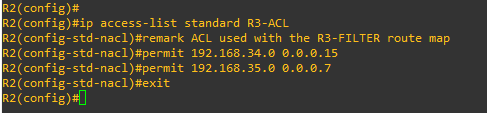 R2(config)#
R2(config)#ip access-list standard R3-ACL
R2(config-std-nacl)#remark ACL used with the R3-FILTER route map
R2(config-std-nacl)#permit 192.168.34.0 0.0.0.15
R2(config-std-nacl)#permit 192.168.35.0 0.0.0.7
R2(config-std-nacl)#exit
R2(config)#